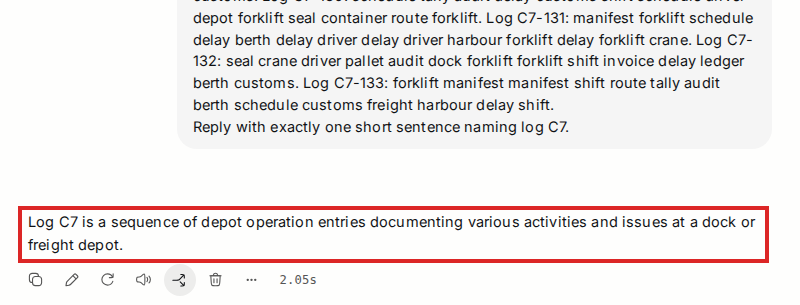 depot forklift seal container route forklift. Log C7-131: manifest forklift schedule
delay berth delay driver delay driver harbour forklift delay forklift crane. Log C7-
132: seal crane driver pallet audit dock forklift forklift shift invoice delay ledger
berth customs. Log C7-133: forklift manifest manifest shift route tally audit
berth schedule customs freight harbour delay shift.
Reply with exactly one short sentence naming log C7.
Log C7 is a sequence of depot operation entries documenting various activities and issues at a dock or
freight depot.
2.05s